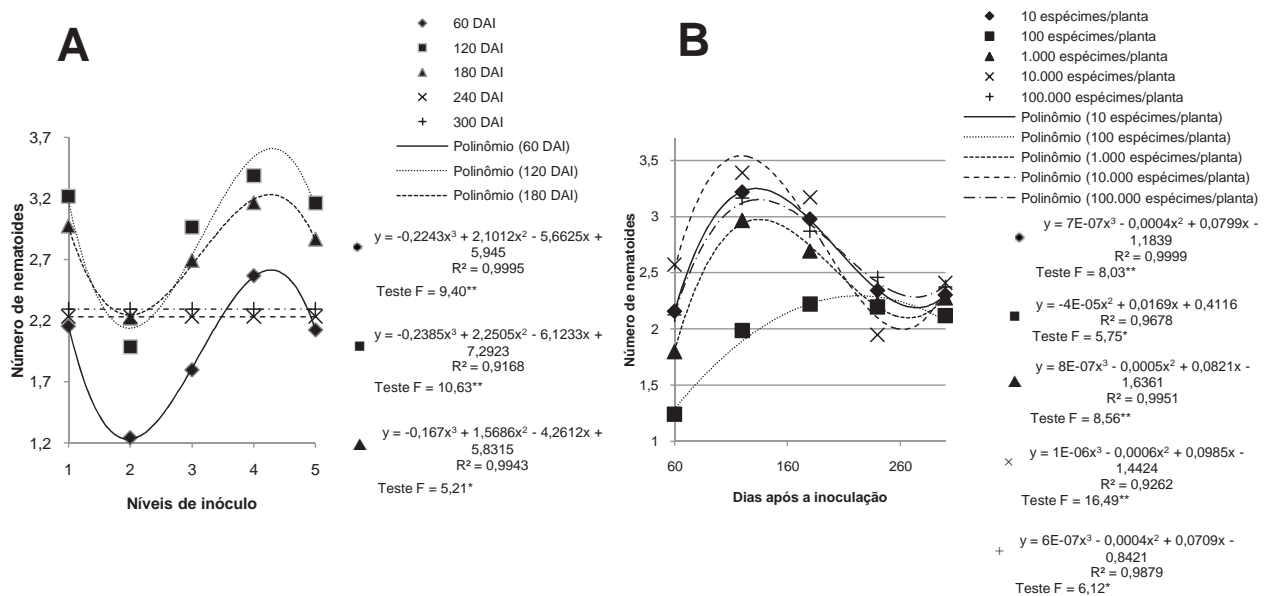 A
60 DAI
120 DAI
180 DAI
240 DAI
300 DAI
Polinômio (60 DAI)
Polinômio (120 DAI)
Polinômio (180 DAI)
Número de nematoides
3,7
3,2
2,7
2,2
1,7
1,2
1 2 3 4 5
Níveis de inóculo
y = -0,2243x³ + 2,1012x² - 5,6625x +
5,945
R² = 0,9995
Teste F = 9,40**
y = -0,2385x³ + 2,2505x² - 6,1233x +
7,2923
R² = 0,9168
Teste F = 10,63**
y = -0,167x³ + 1,5686x² - 4,2612x +
5,8315
R² = 0,9943
Teste F = 5,21*
B
10 espécimes/planta
100 espécimes/planta
1.000 espécimes/planta
10.000 espécimes/planta
100.000 espécimes/planta
Polinômio (10 espécimes/planta)
Polinômio (100 espécimes/planta)
Polinômio (1.000 espécimes/planta)
Polinômio (10.000 espécimes/planta)
Polinômio (100.000 espécimes/planta)
Número de nematoides
3,5
3
2,5
2
1,5
1
60 160 260
Dias após a inoculação
y = 7E-07x³ - 0,0004x² + 0,0799x -
1,1839
R² = 0,9999
Teste F = 8,03**
y = -4E-05x² + 0,0169x + 0,4116
R² = 0,9678
Teste F = 5,75*
y = 8E-07x³ - 0,0005x² + 0,0821x -
1,6361
R² = 0,9951
Teste F = 8,56**
y = 1E-06x³ - 0,0006x² + 0,0985x -
1,4424
R² = 0,9262
Teste F = 16,49**
y = 6E-07x³ - 0,0004x² + 0,0709x -
0,8421
R² = 0,9879
Teste F = 6,12*